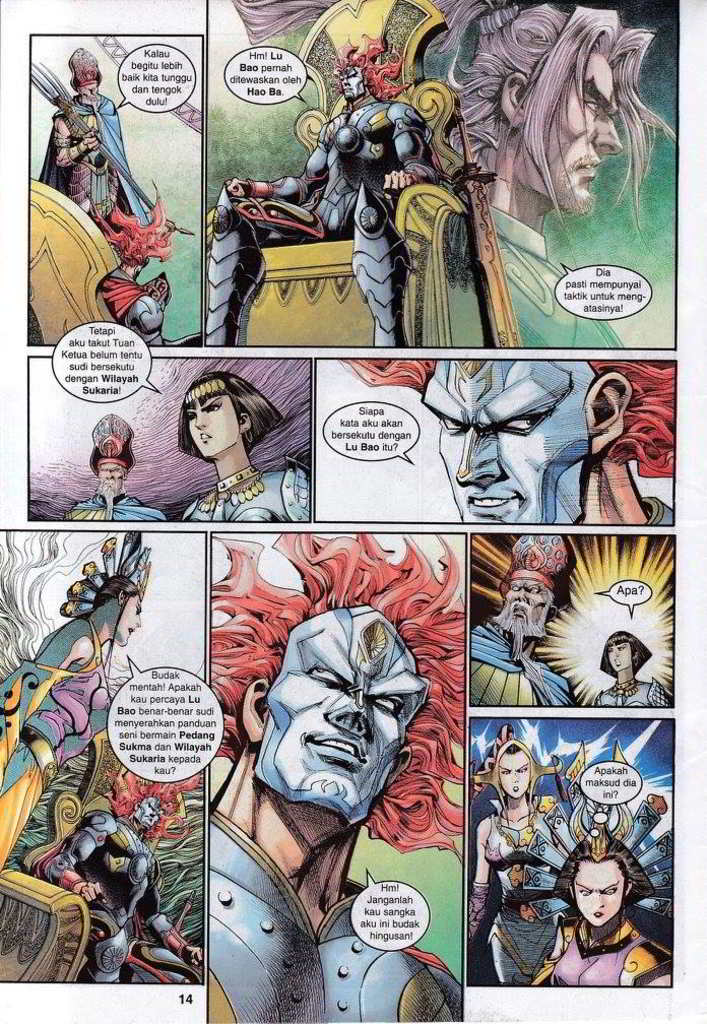 Kalau
begitu lebih
baik kita tunggu
dan tengok
dulu!
Hm! Lu
Bao pernah
ditewaskan oleh
Hao Ba.
Dia
pasti mempunyai
taktik untuk meng-
atasinya!
Tetapi
aku takut Tuan
Ketua belum tentu
sudi bersekutu
dengan Wilayah
Sukaria!
Siapa
kata aku akan
bersekutu dengan
Lu Bao itu?
Budak
mentah! Apakah
kau percaya Lu
Bao benar-benar sudi
menyerahkan panduan
seni bermain Pedang
Sukma dan Wilayah
Sukaria kepada
kau?
Hm!
Janganlah
kau sangka
aku ini budak
hingusan!
Apa?
Apakah
maksud dia
ini?
14